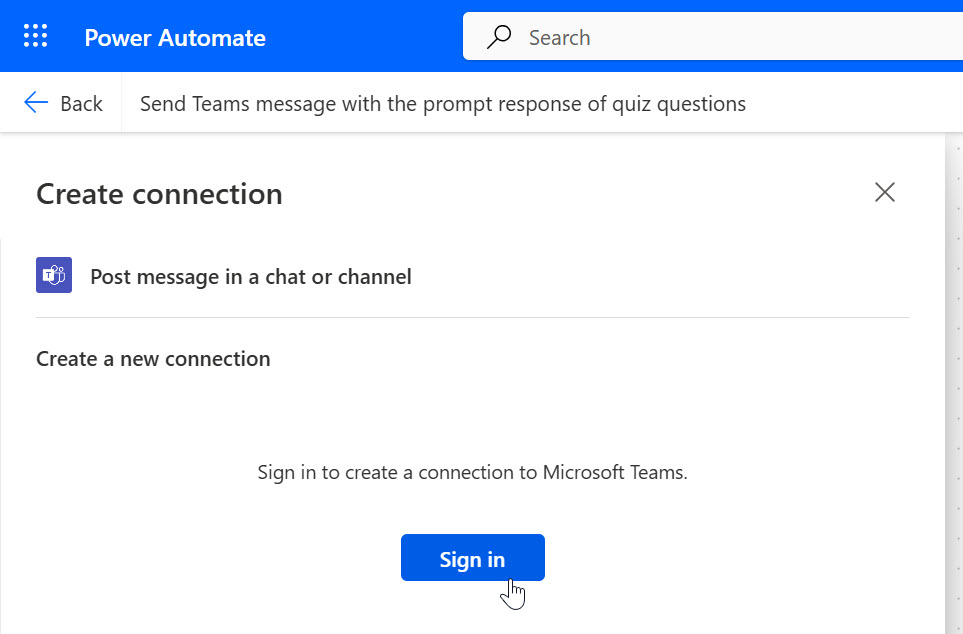 Power Automate
Search
Back
Send Teams message with the prompt response of quiz questions
Create connection
T
Post message in a chat or channel
Create a new connection
Sign in to create a connection to Microsoft Teams.
Sign in